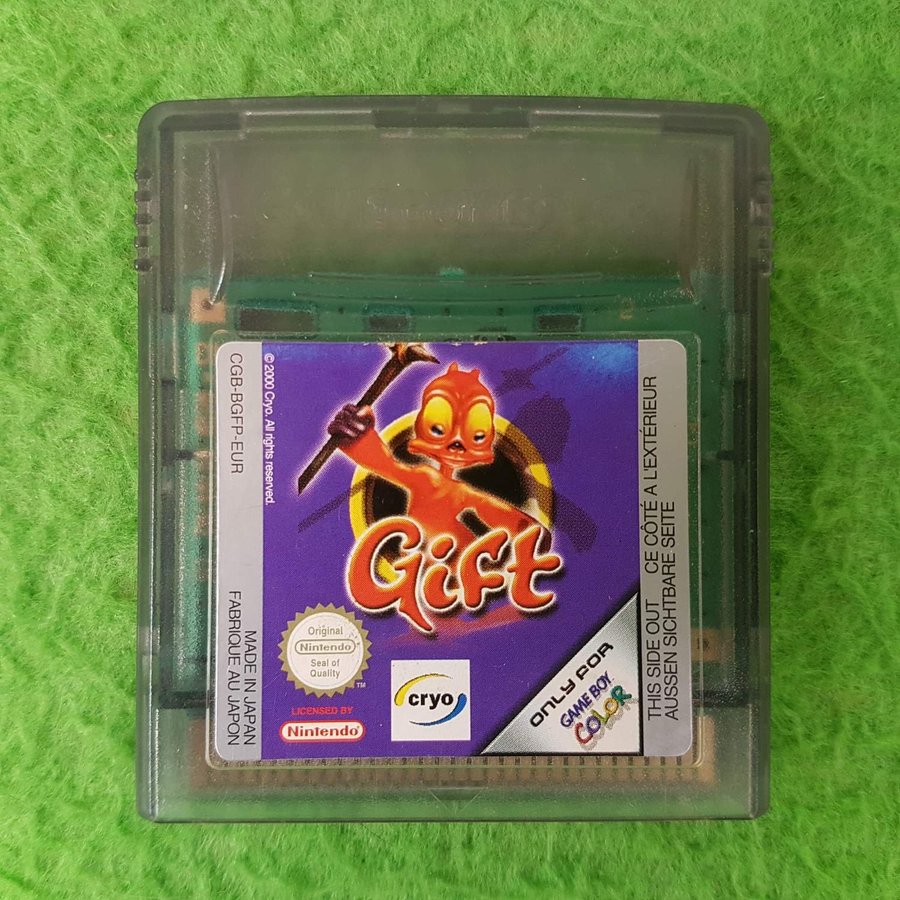 CGB-BGFP-EUR
© 2000 Cryo. All rights reserved.
Gift
Original
Nintendo
Seal of
Quality
TM
LICENSED BY
Nintendo
cryo
ONLY FOR
GAME BOY
COLOR
MADE IN JAPAN
FABRIQUE AU JAPON
THIS SIDE OUT CE CÔTÉ A L'EXTÉRIEUR
AUSSEN SICHTBARE SEITE